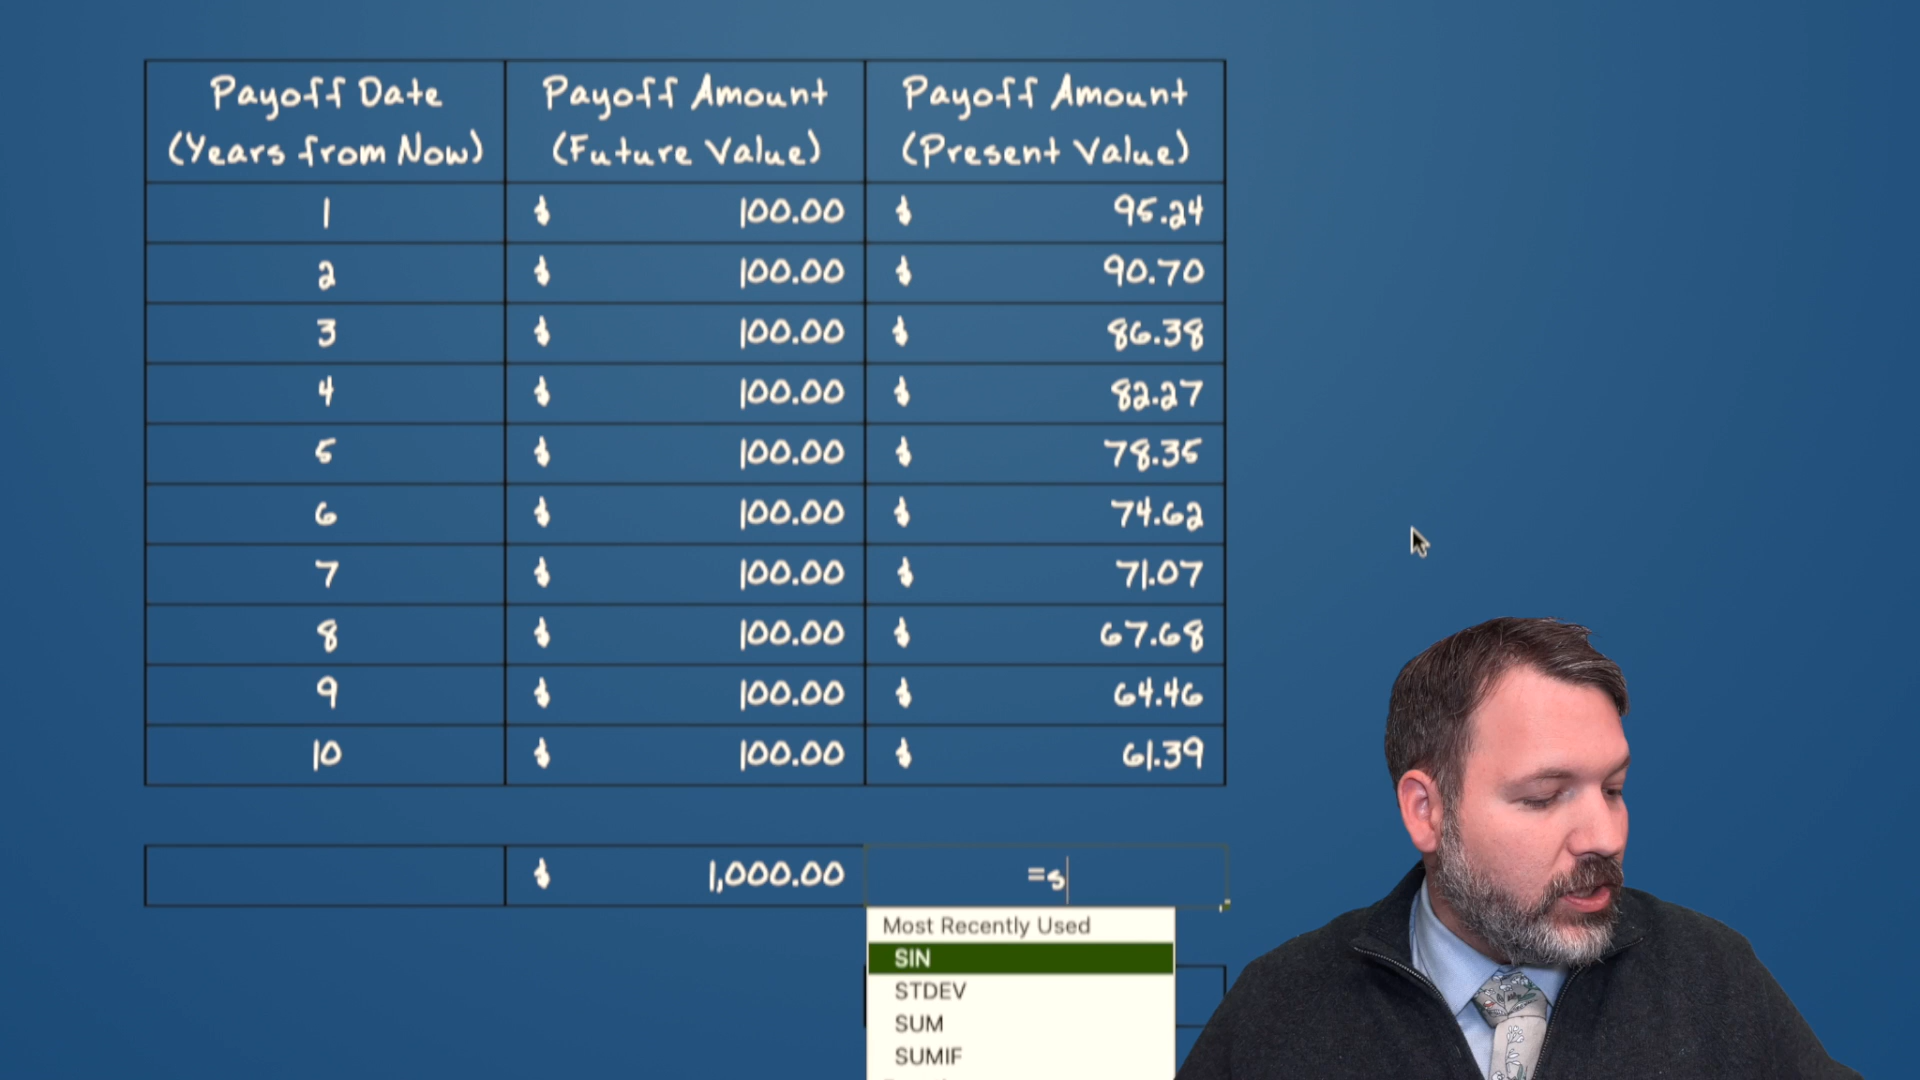 Payoff Date Payoff Amount Payoff Amount
(Years from Now) (Future Value) (Present Value)
1 $ 100.00 $ 95.24
2 $ 100.00 $ 90.70
3 $ 100.00 $ 86.38
4 $ 100.00 $ 82.27
5 $ 100.00 $ 78.35
6 $ 100.00 $ 74.62
7 $ 100.00 $ 71.07
8 $ 100.00 $ 67.68
9 $ 100.00 $ 64.46
10 $ 100.00 $ 61.39
$ 1,000.00 =s
Most Recently Used
SIN
STDEV
SUM
SUMIF